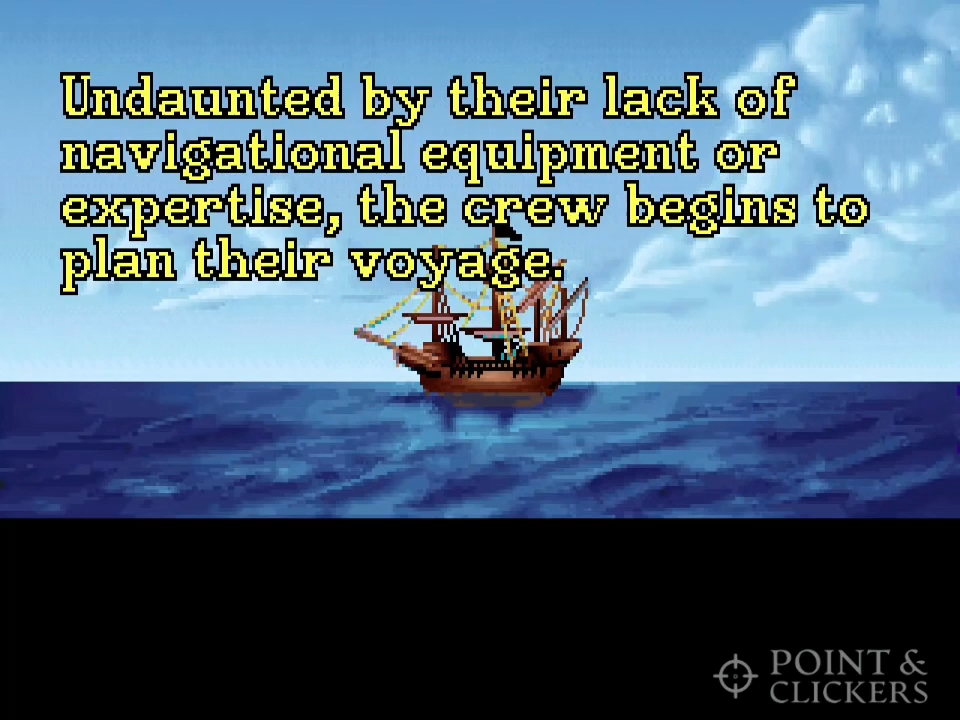 Undaunted by their lack of
navigational equipment or
expertise, the crew begins to
plan their voyage.
POINT &
CLICKERS